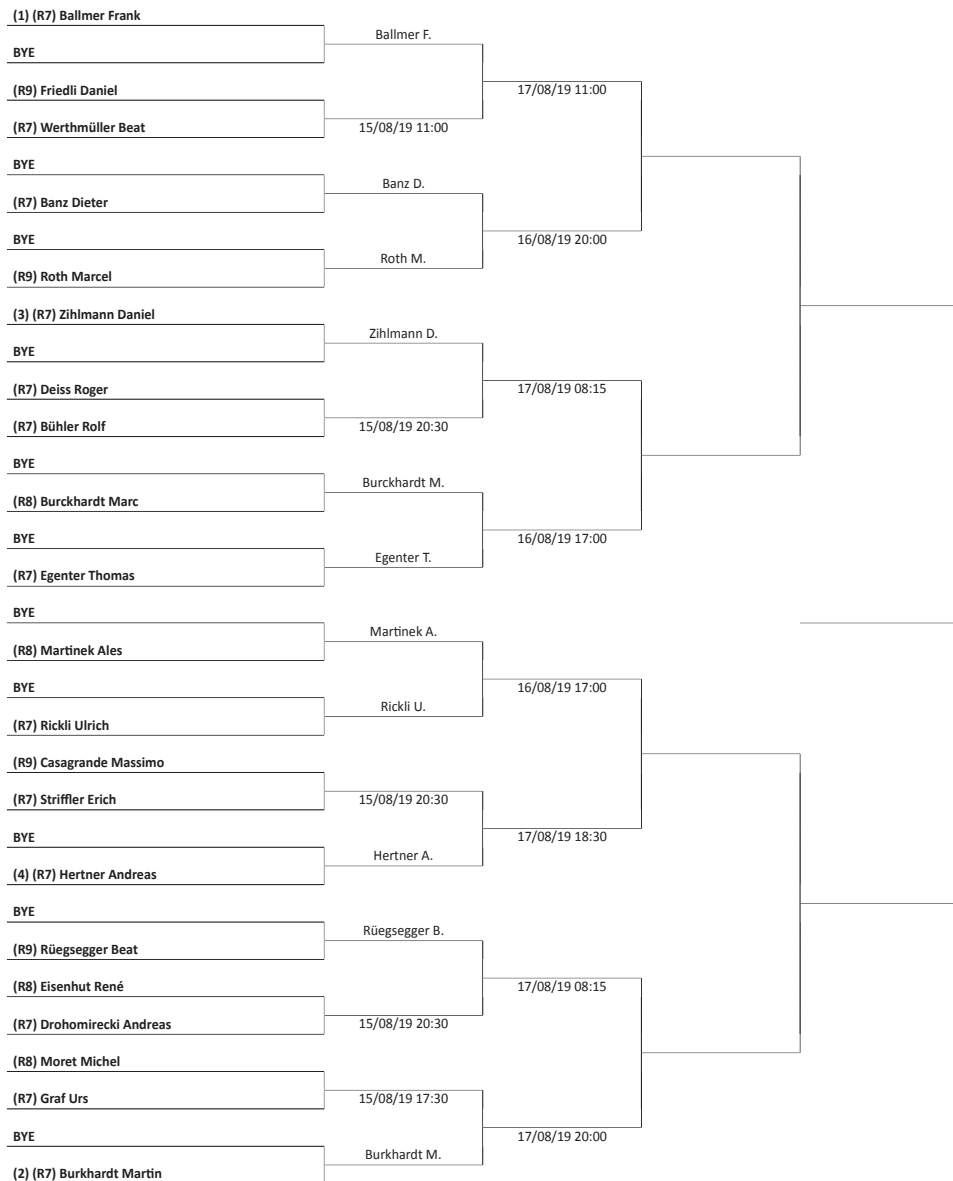 (1) (R7) Ballmer Frank
Ballmer F.
BYE
(R9) Friedli Daniel
17/08/19 11:00
(R7) Werthmüller Beat
15/08/19 11:00
BYE
Banz D.
(R7) Banz Dieter
BYE
16/08/19 20:00
Roth M.
(R9) Roth Marcel
(3) (R7) Zihlmann Daniel
Zihlmann D.
BYE
(R7) Deiss Roger
17/08/19 08:15
(R7) Bühler Rolf
15/08/19 20:30
BYE
Burckhardt M.
(R8) Burckhardt Marc
BYE
16/08/19 17:00
Egenter T.
(R7) Egenter Thomas
BYE
Martinek A.
(R8) Martinek Ales
BYE
16/08/19 17:00
Rickli U.
(R7) Rickli Ulrich
(R9) Casagrande Massimo
(R7) Striffler Erich
15/08/19 20:30
BYE
17/08/19 18:30
Hertner A.
(4) (R7) Hertner Andreas
BYE
Rüegsegger B.
(R9) Rüegsegger Beat
(R8) Eisenhut René
17/08/19 08:15
(R7) Drohomirecki Andreas
15/08/19 20:30
(R8) Moret Michel
(R7) Graf Urs
15/08/19 17:30
BYE
17/08/19 20:00
Burkhardt M.
(2) (R7) Burkhardt Martin